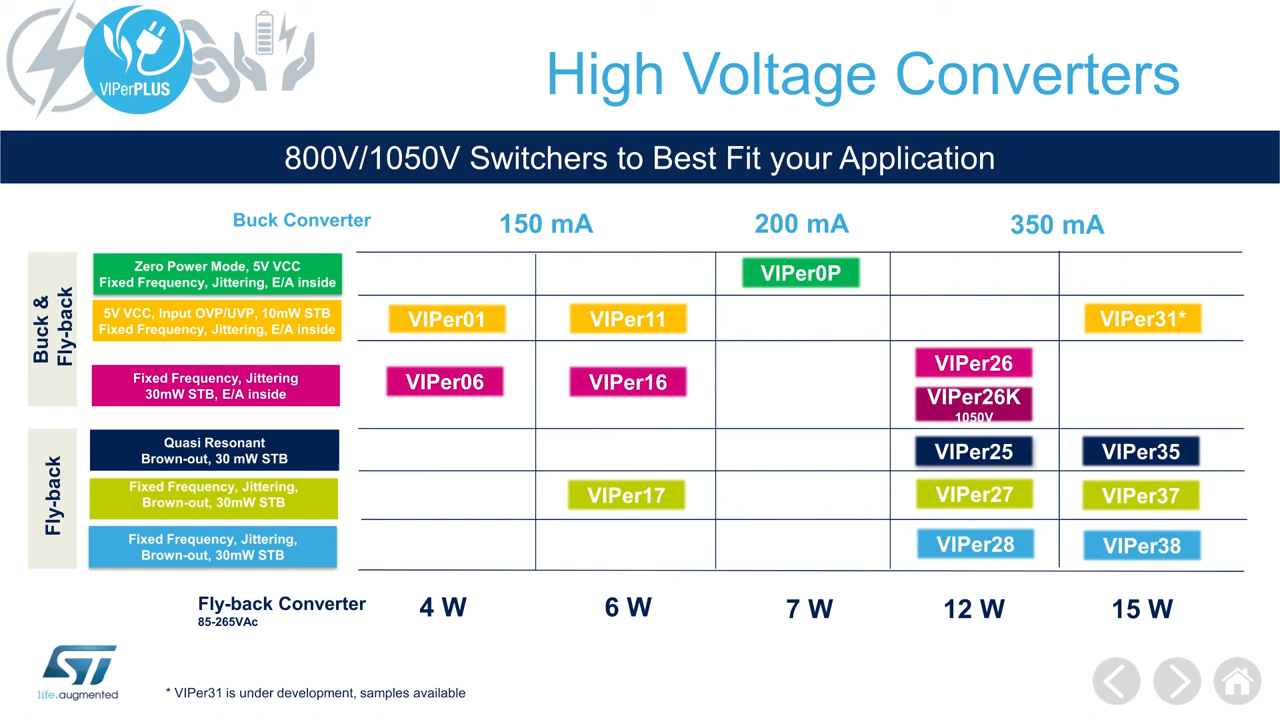 VIPerPLUS
High Voltage Converters
800V/1050V Switchers to Best Fit your Application
Buck Converter
150 mA
200 mA
350 mA
Buck &
Fly-back
Zero Power Mode, 5V VCC
Fixed Frequency, Jittering, E/A inside
VIPer0P
5V VCC, Input OVP/UVP, 10mW STB
Fixed Frequency, Jittering, E/A inside
VIPer01
VIPer11
VIPer31*
Fixed Frequency, Jittering
30mW STB, E/A inside
VIPer06
VIPer16
VIPer26
VIPer26K
1050V
Fly-back
Quasi Resonant
Brown-out, 30 mW STB
VIPer25
VIPer35
Fixed Frequency, Jittering,
Brown-out, 30mW STB
VIPer17
VIPer27
VIPer37
Fixed Frequency, Jittering,
Brown-out, 30mW STB
VIPer28
VIPer38
Fly-back Converter
85-265VAc
4 W
6 W
7 W
12 W
15 W
ST
life.augmented
* VIPer31 is under development, samples available